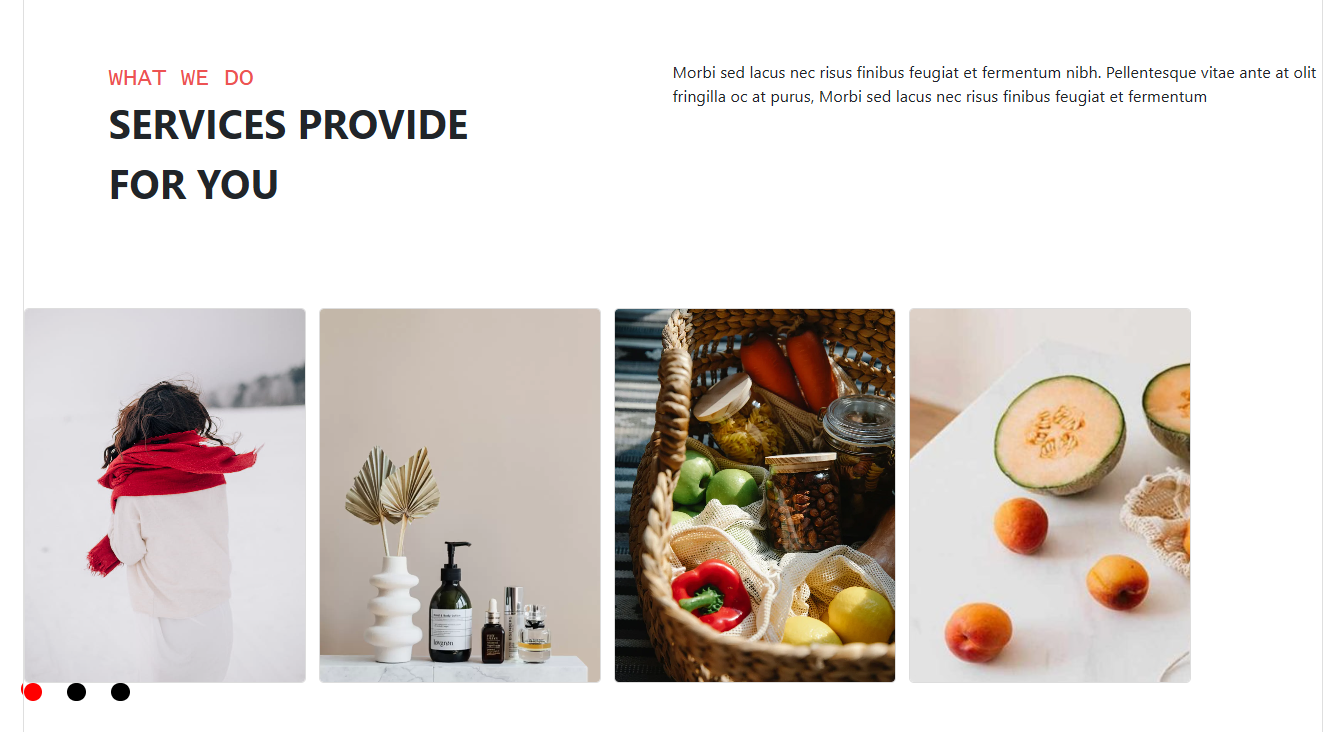 WHAT WE DO
SERVICES PROVIDE
FOR YOU
Morbi sed lacus nec risus finibus feugiat et fermentum nibh. Pellentesque vitae ante at olit
fringilla oc at purus, Morbi sed lacus nec risus finibus feugiat et fermentum